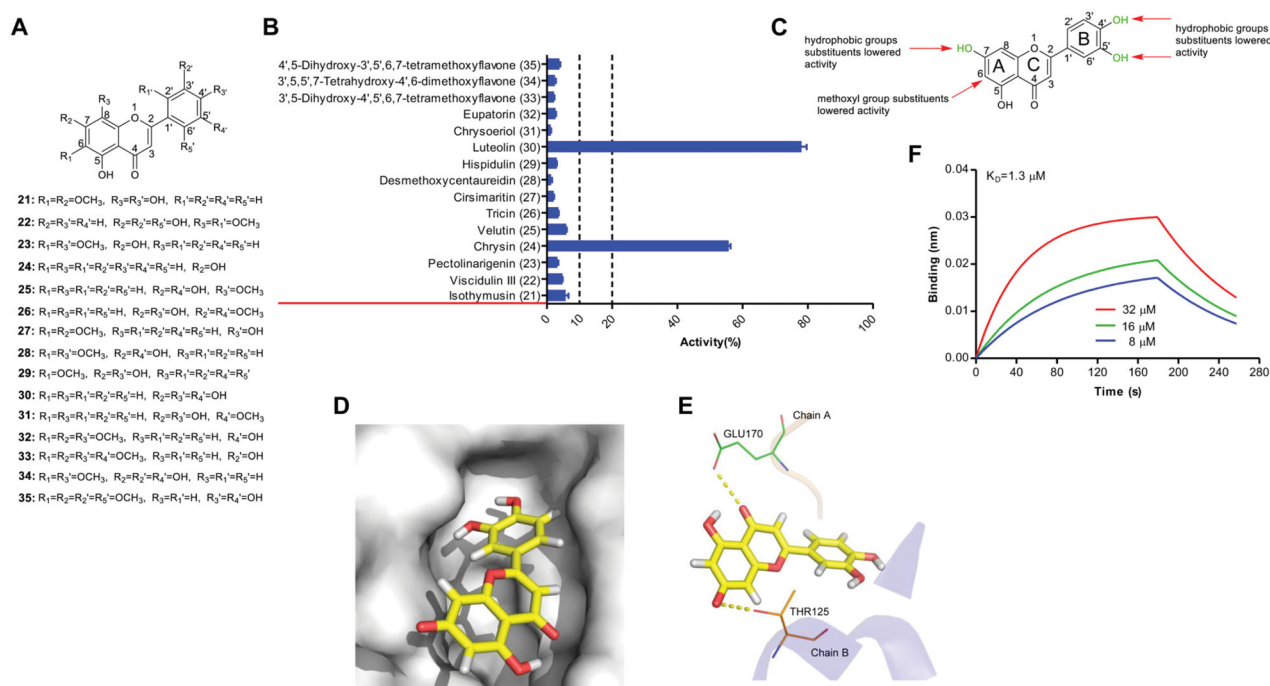 A
R₂'
R₁'
3'
R₃'
R₃
2'
4'
R₂
8
O
1
7
2
1'
5'
R₄'
6'
6
5
4
3
R₅'
R₁
OH
O
21: R₁=R₂=OCH₃, R₃=R₃'=OH, R₁'=R₂'=R₄'=R₅'=H
22: R₂=R₃'=R₄'=H, R₂=R₂'=R₅'=OH, R₃=R₁'=OCH₃
23: R₁=R₃'=OCH₃, R₂=OH, R₃=R₁'=R₂'=R₄'=R₅'=H
24: R₁=R₃=R₁'=R₂'=R₃'=R₄'=R₅'=H, R₂=OH
25: R₁=R₃=R₁'=R₂'=R₅'=H, R₂=R₄'=OH, R₃'=OCH₃
26: R₁=R₃=R₁'=R₅'=H, R₂=R₃'=OH, R₂'=R₄'=OCH₃
27: R₁=R₂=OCH₃, R₃=R₁'=R₂'=R₄'=R₅'=H, R₃'=OH
28: R₁=R₃'=OCH₃, R₂=R₄'=OH, R₃=R₁'=R₂'=R₅'=H
29: R₁=OCH₃, R₂=R₃'=OH, R₃=R₁'=R₂'=R₄'=R₅'
30: R₁=R₃=R₁'=R₂'=R₅'=H, R₂=R₃'=R₄'=OH
31: R₁=R₃=R₁'=R₂'=R₅'=H, R₂=R₃'=OH, R₄'=OCH₃
32: R₁=R₂=R₃'=OCH₃, R₃=R₁'=R₂'=R₅'=H, R₄'=OH
33: R₁=R₂=R₃'=R₄'=OCH₃, R₃=R₁'=R₅'=H, R₂'=OH
34: R₁=R₃'=OCH₃, R₂=R₂'=R₄'=OH, R₃=R₁'=R₅'=H
35: R₁=R₂=R₂'=R₅'=OCH₃, R₃=R₁'=H, R₃'=R₄'=OH
B
4',5-Dihydroxy-3',5',6,7-tetramethoxyflavone (35)
3',5,5',7-Tetrahydroxy-4',6-dimethoxyflavone (34)
3',5-Dihydroxy-4',5',6,7-tetramethoxyflavone (33)
Eupatorin (32)
Chrysoeriol (31)
Luteolin (30)
Hispidulin (29)
Desmethoxycentaureidin (28)
Cirsimaritin (27)
Tricin (26)
Velutin (25)
Chrysin (24)
Pectolinarigenin (23)
Viscidulin III (22)
Isothymusin (21)
0 10 20 40 60 80 100
Activity(%)
C
hydrophobic groups
substituents lowered
activity
methoxyl group substituents
lowered activity
hydrophobic groups
substituents lowered
activity
3'
OH
2'
4'
B
HO
8
O
1
7
2
1'
5'
OH
A
C
6'
6
5
4
3
OH
O
D
E
Chain A
GLU170
THR125
Chain B
F
K_D=1.3 μM
0.04
0.03
0.02
0.01
0.00
Binding (nm)
32 μM
16 μM
8 μM
0 40 80 120 160 200 240 280
Time (s)